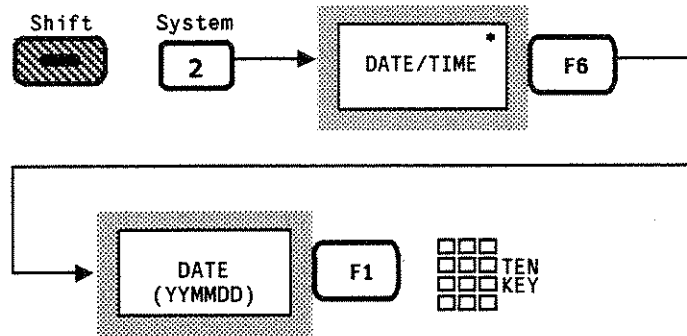 Shift System
2 DATE/TIME * F6
DATE F1 TEN
(YYMMDD) KEY